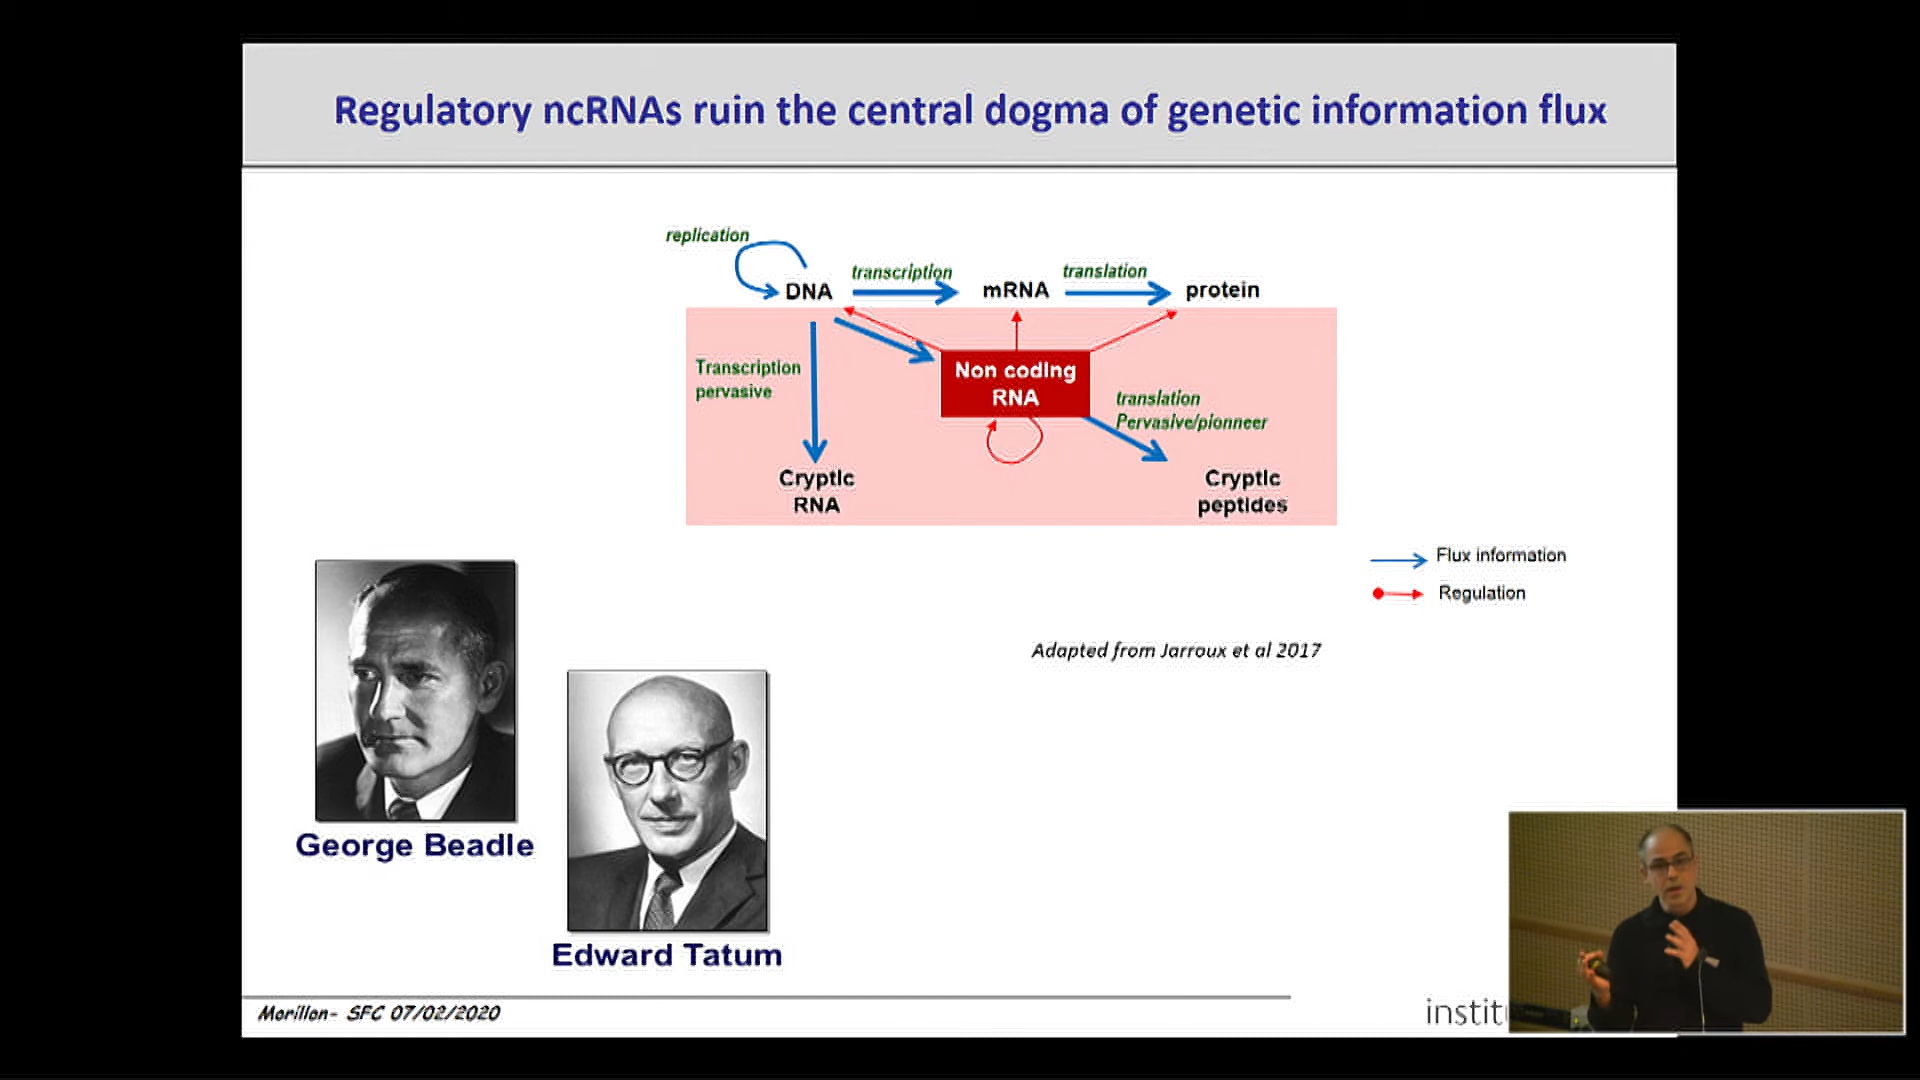 Regulatory ncRNAs ruin the central dogma of genetic information flux
replication
transcription
translation
DNA
mRNA
protein
Transcription
pervasive
Non coding
RNA
translation
Pervasive/pionneer
Cryptic
RNA
Cryptic
peptides
Flux information
Regulation
Adapted from Jarroux et al 2017
George Beadle
Edward Tatum
Morillon- SFC 07/02/2020
instit